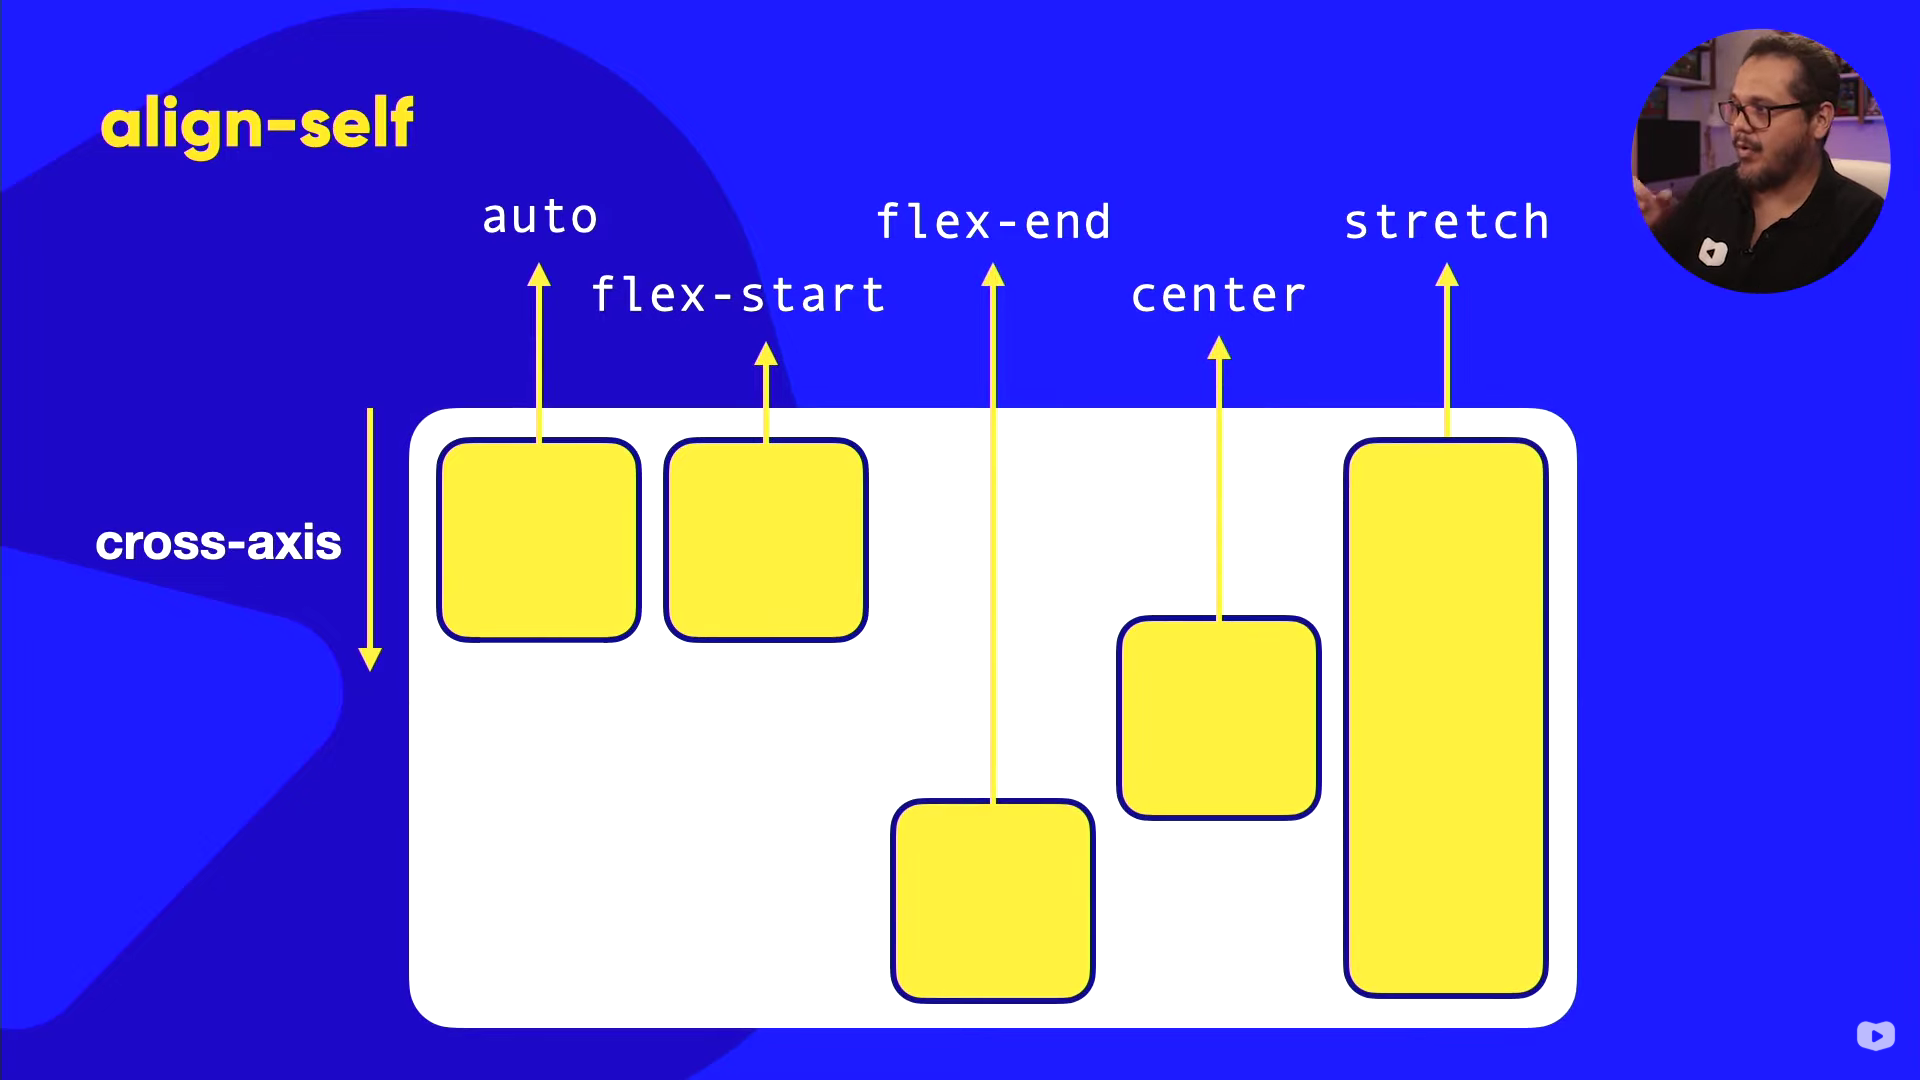 align-self
auto
flex-end
stretch
flex-start
center
cross-axis